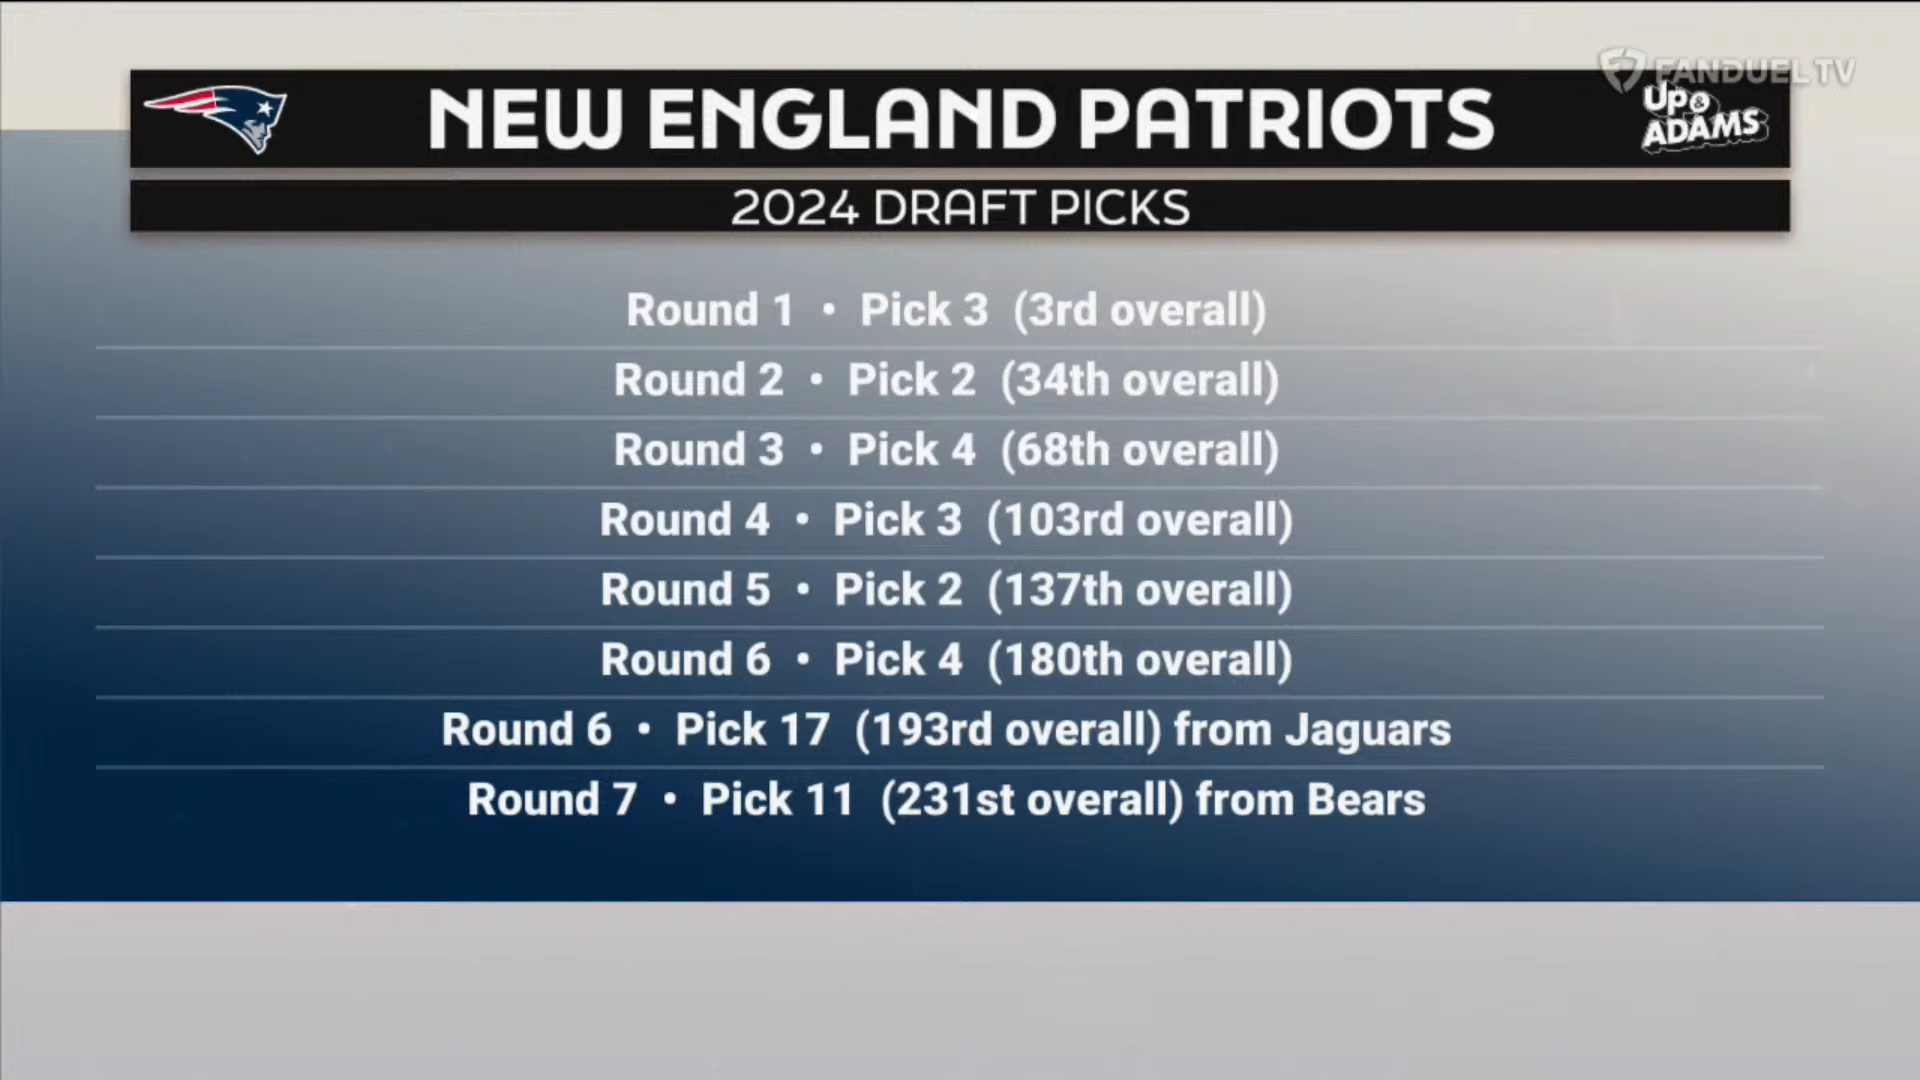 FANDUEL TV
NEW ENGLAND PATRIOTS
Up & ADAMS
2024 DRAFT PICKS
Round 1 • Pick 3 (3rd overall)
Round 2 • Pick 2 (34th overall)
Round 3 • Pick 4 (68th overall)
Round 4 • Pick 3 (103rd overall)
Round 5 • Pick 2 (137th overall)
Round 6 • Pick 4 (180th overall)
Round 6 • Pick 17 (193rd overall) from Jaguars
Round 7 • Pick 11 (231st overall) from Bears